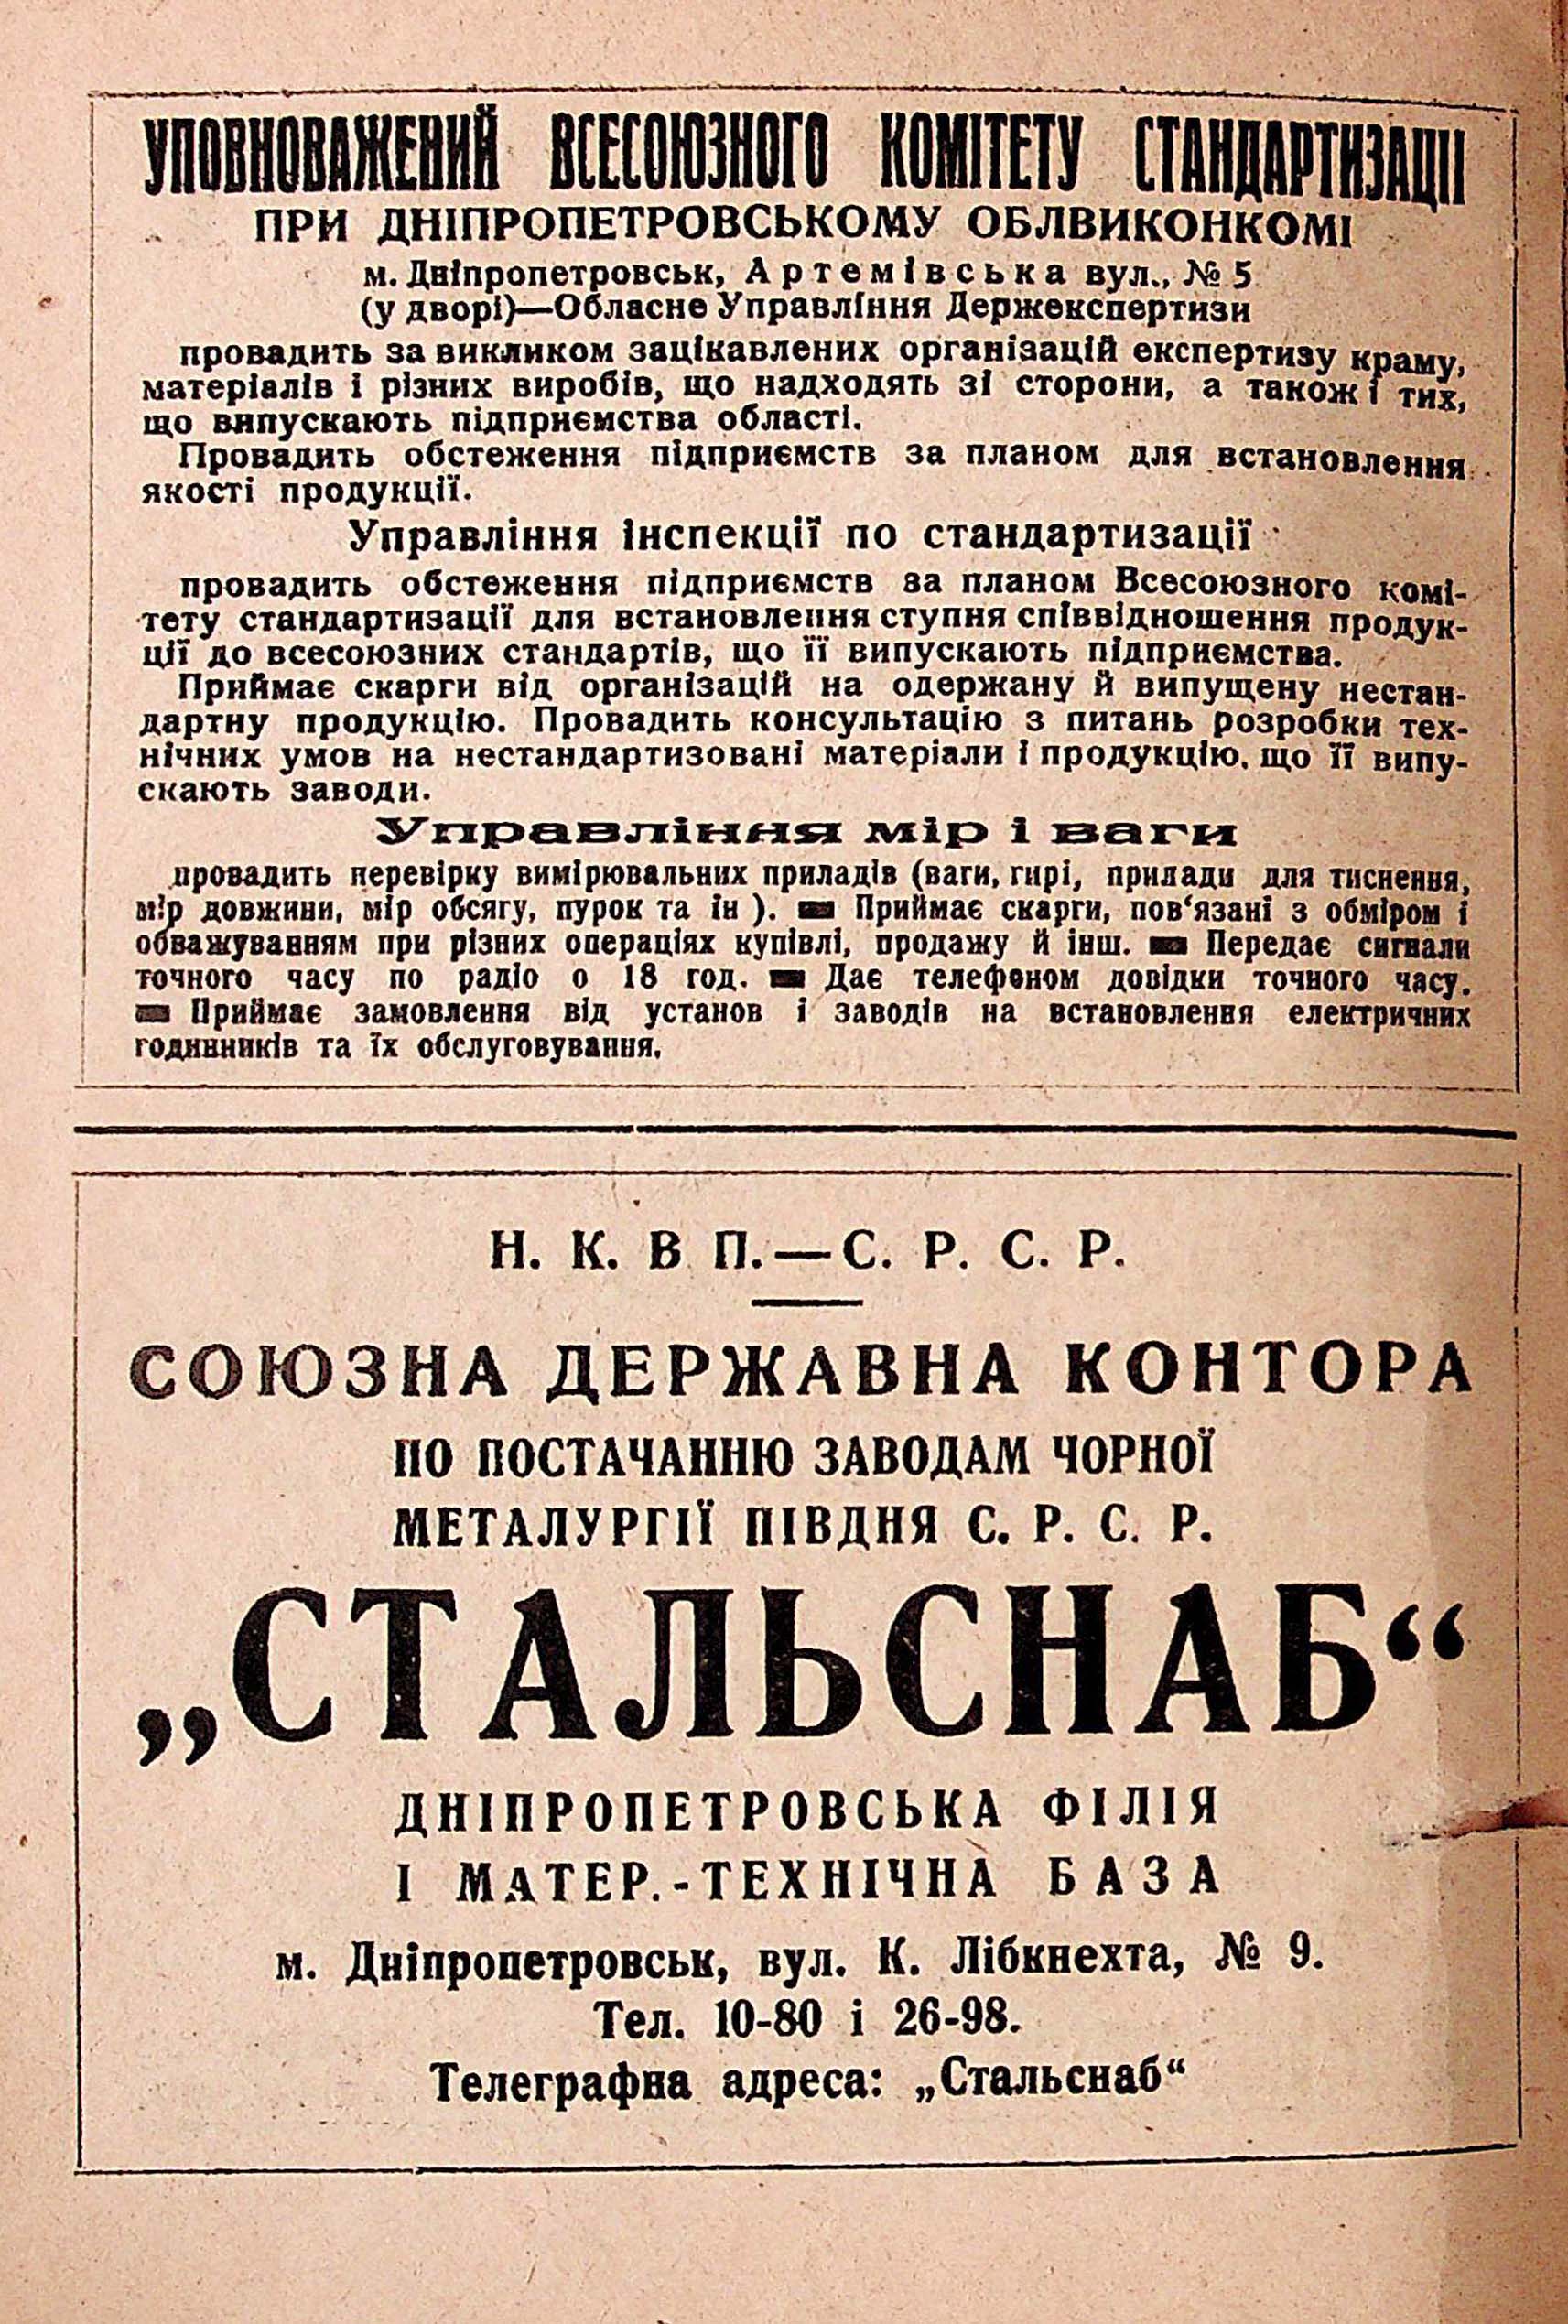 УПОВНОВАЖЕНИЙ ВСЕСОЮЗНОГО КОМІТЕТУ СТАНДАРТИЗАЦІІ
ПРИ ДНІПРОПЕТРОВСЬКОМУ ОБЛВИКОНКОМІ
м. Дніпропетровськ, Артемівська вул., № 5
(у дворі)—Обласне Управління Держекспертизи
провадить за викликом зацікавлених організацій експертизу краму,
матеріалів і різних виробів, що надходять зі сторони, а також і тих,
що випускають підприємства області.
Провадить обстеження підприємств за планом для встановлення
якості продукції.
Управління інспекції по стандартизації
провадить обстеження підприємств за планом Всесоюзного комі-
тету стандартизації для встановлення ступня співвідношення продук-
ції до всесоюзних стандартів, що її випускають підприємства.
Приймає скарги від організацій на одержану й випущену нестан-
дартну продукцію. Провадить консультацію з питань розробки тех-
нічних умов на нестандартизовані матеріали і продукцію, що її випу-
скають заводи.
Управління мір і ваги
провадить перевірку вимірювальних приладів (ваги, гирі, прилади для тиснення,
мір довжини, мір обсягу, пурок та ін ). Приймає скарги, пов‘язані з обміром і
обважуванням при різних операціях купівлі, продажу й інш. Передає сигнали
точного часу по радіо о 18 год. Дає телефоном довідки точного часу.
Приймає замовлення від установ і заводів на встановлення електричних
годинників та їх обслуговування.
Н. К. В П.—С. Р. С. Р.
СОЮЗНА ДЕРЖАВНА КОНТОРА
ПО ПОСТАЧАННЮ ЗАВОДАМ ЧОРНОЇ
МЕТАЛУРГІЇ ПІВДНЯ С. Р. С. Р.
„СТАЛЬСНАБ“
ДНІПРОПЕТРОВСЬКА ФІЛІЯ
І МАТЕР.-ТЕХНІЧНА БАЗА
м. Дніпропетровськ, вул. К. Лібкнехта, № 9.
Тел. 10-80 і 26-98.
Телеграфна адреса: „Стальснаб“